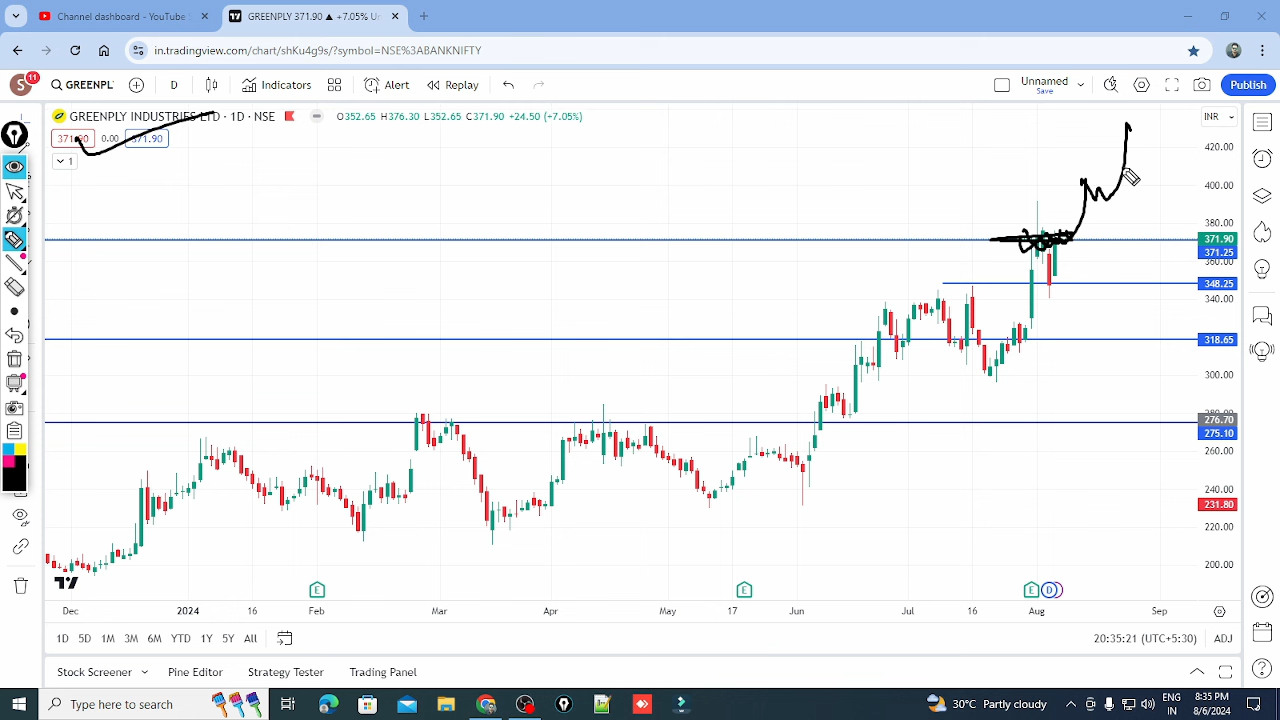 Channel dashboard - YouTube S
GREENPLY 371.90 ▲ +7.05% U
in.tradingview.com/chart/shKu4g9s/?symbol=NSE%3ABANKNIFTY
S 11 GREENPL D Indicators Alert Replay Unnamed Save Publish
GREENPLY INDUSTRIES LTD · 1D · NSE O352.65 H376.30 L352.65 C371.90 +24.50 (+7.05%) INR
0.00 371.90
1
420.00
400.00
380.00
371.90
371.25
360.00
348.25
340.00
318.65
300.00
276.70
275.10
260.00
240.00
231.80
220.00
200.00
E E E D
Dec 2024 16 Feb Mar Apr May 17 Jun Jul 16 Aug Sep
1D 5D 1M 3M 6M YTD 1Y 5Y All 20:35:21 (UTC+5:30) ADJ
Stock Screener Pine Editor Strategy Tester Trading Panel
Type here to search 30°C Partly cloudy ENG IN 8:35 PM 8/6/2024